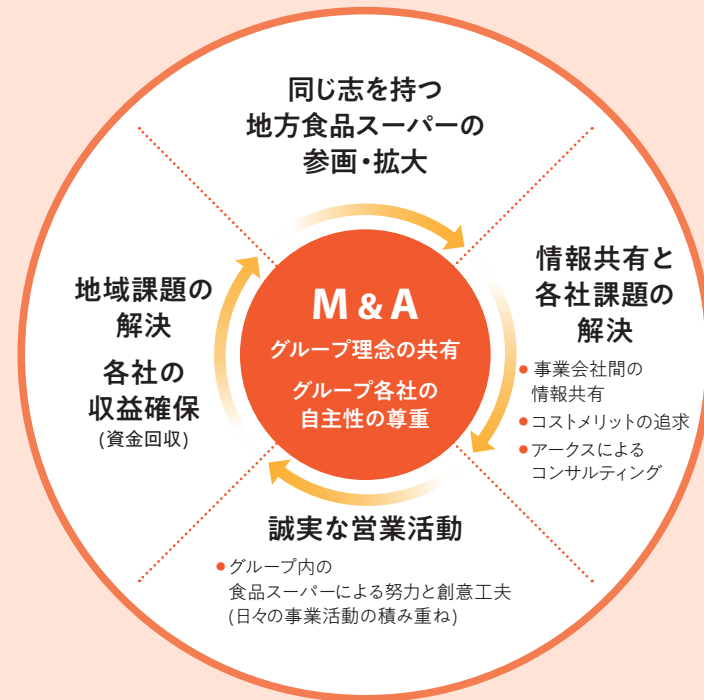 同じ志を持つ
地方食品スーパーの
参画・拡大
情報共有と
各社課題の
解決
● 事業会社間の
情報共有
● コストメリットの追求
● アークスによる
コンサルティング
誠実な営業活動
● グループ内の
食品スーパーによる努力と創意工夫
(日々の事業活動の積み重ね)
地域課題の
解決
各社の
収益確保
(資金回収)
M & A
グループ理念の共有
グループ各社の
自主性の尊重